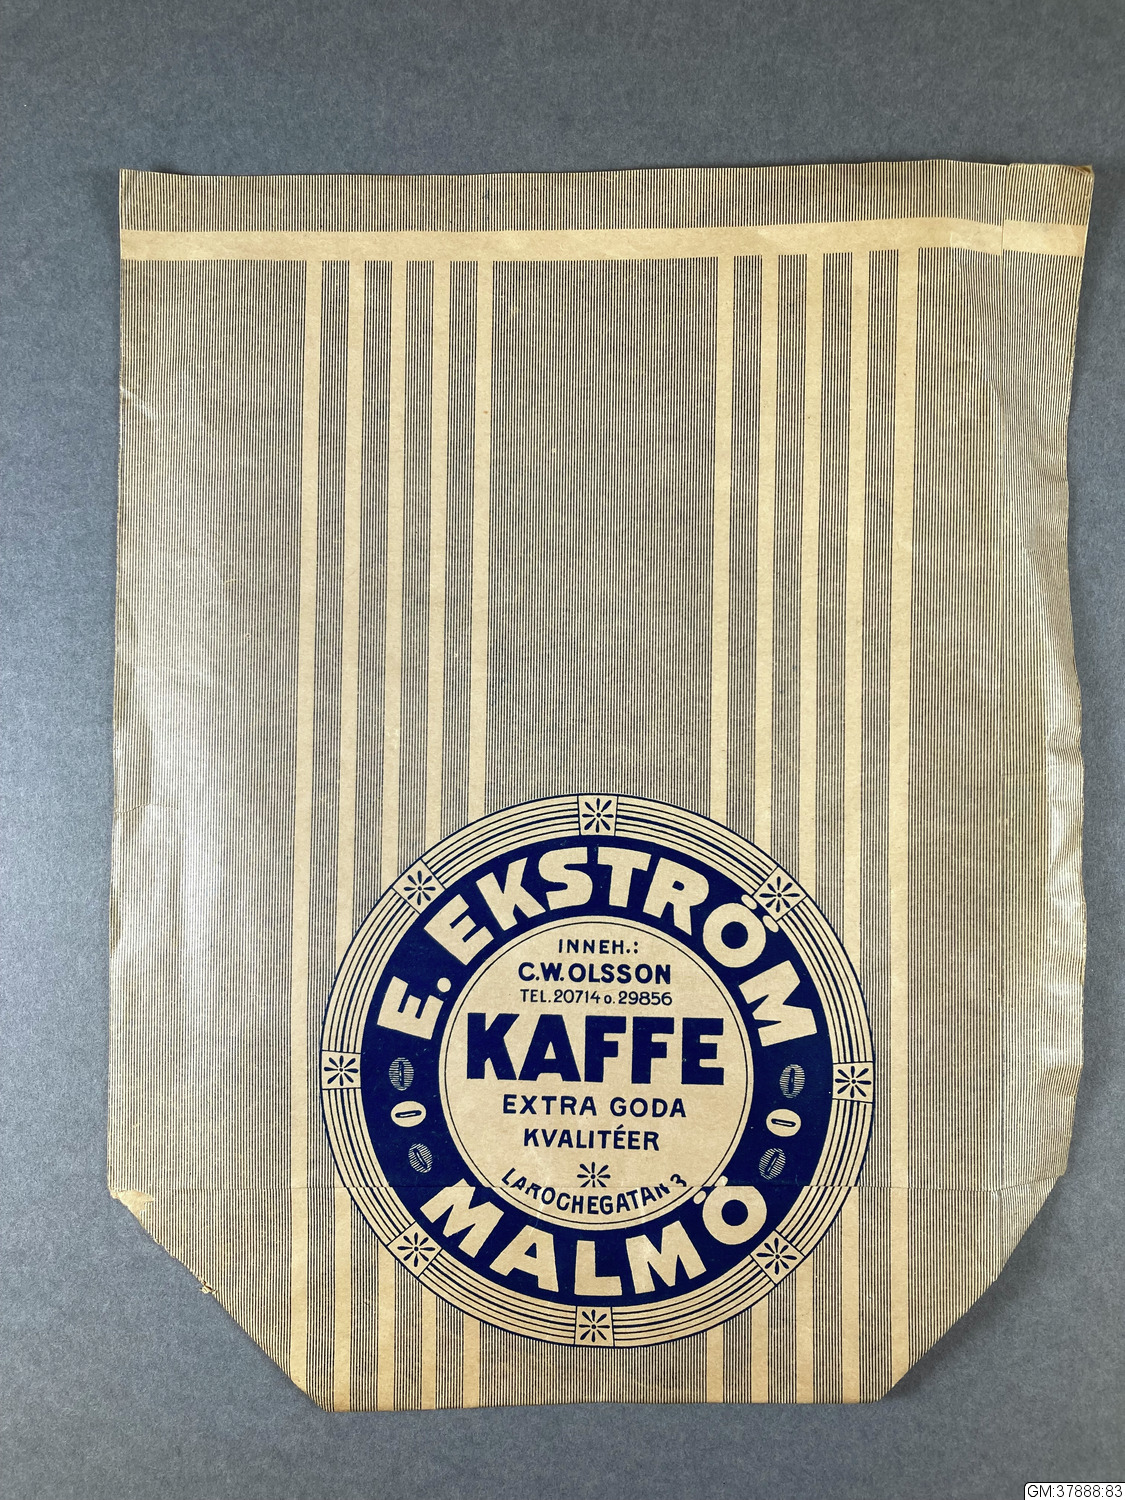 E. EKSTRÖM
INNEH.:
C.W. OLSSON
TEL. 20714 o. 29856
KAFFE
EXTRA GODA
KVALITÉER
LAROCHEGATAN 3
MALMÖ
GM:37888:83